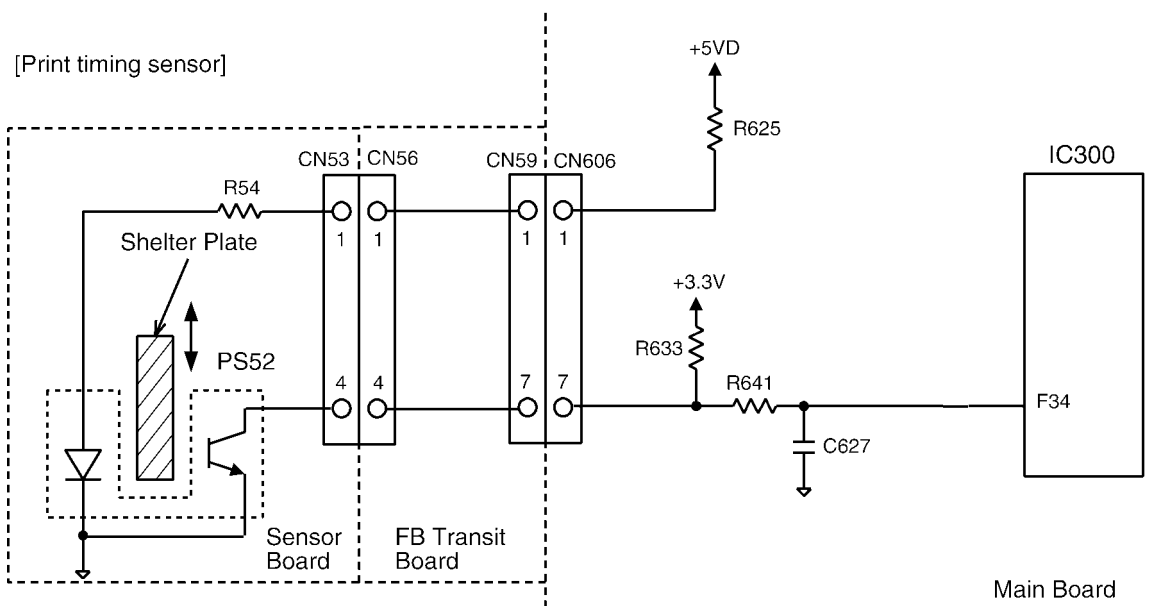 [Print timing sensor]
+5VD
R625
IC300
CN53
CN56
CN59
CN606
R54
1
1
1
1
Shelter Plate
+3.3V
R633
PS52
4
4
7
7
R641
F34
C627
Sensor
Board
FB Transit
Board
Main Board